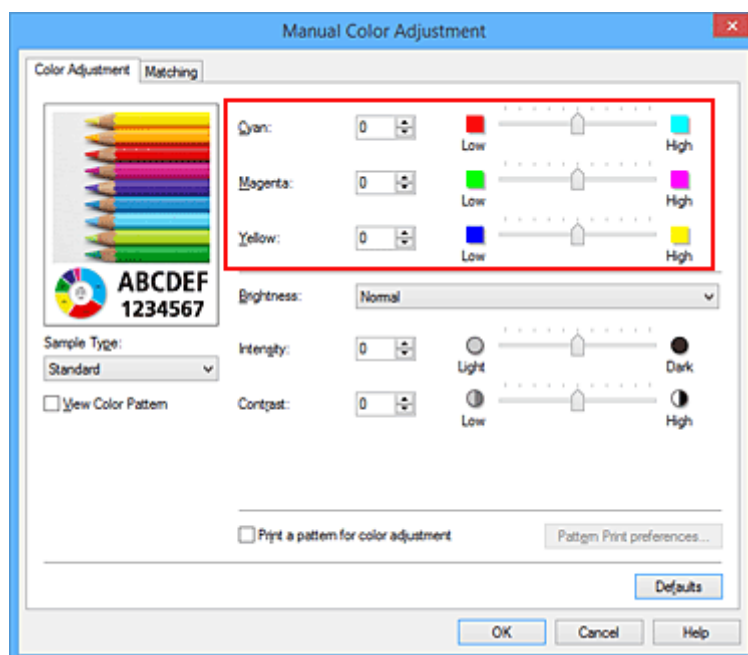 Manual Color Adjustment
Color Adjustment Matching
Cyan: 0 Low High
Magenta: 0 Low High
Yellow: 0 Low High
ABCDEF
1234567
Brightness: Normal
Sample Type:
Standard
Intensity: 0 Light Dark
View Color Pattern
Contrast: 0 Low High
Print a pattern for color adjustment Pattern Print preferences...
Defaults
OK Cancel Help